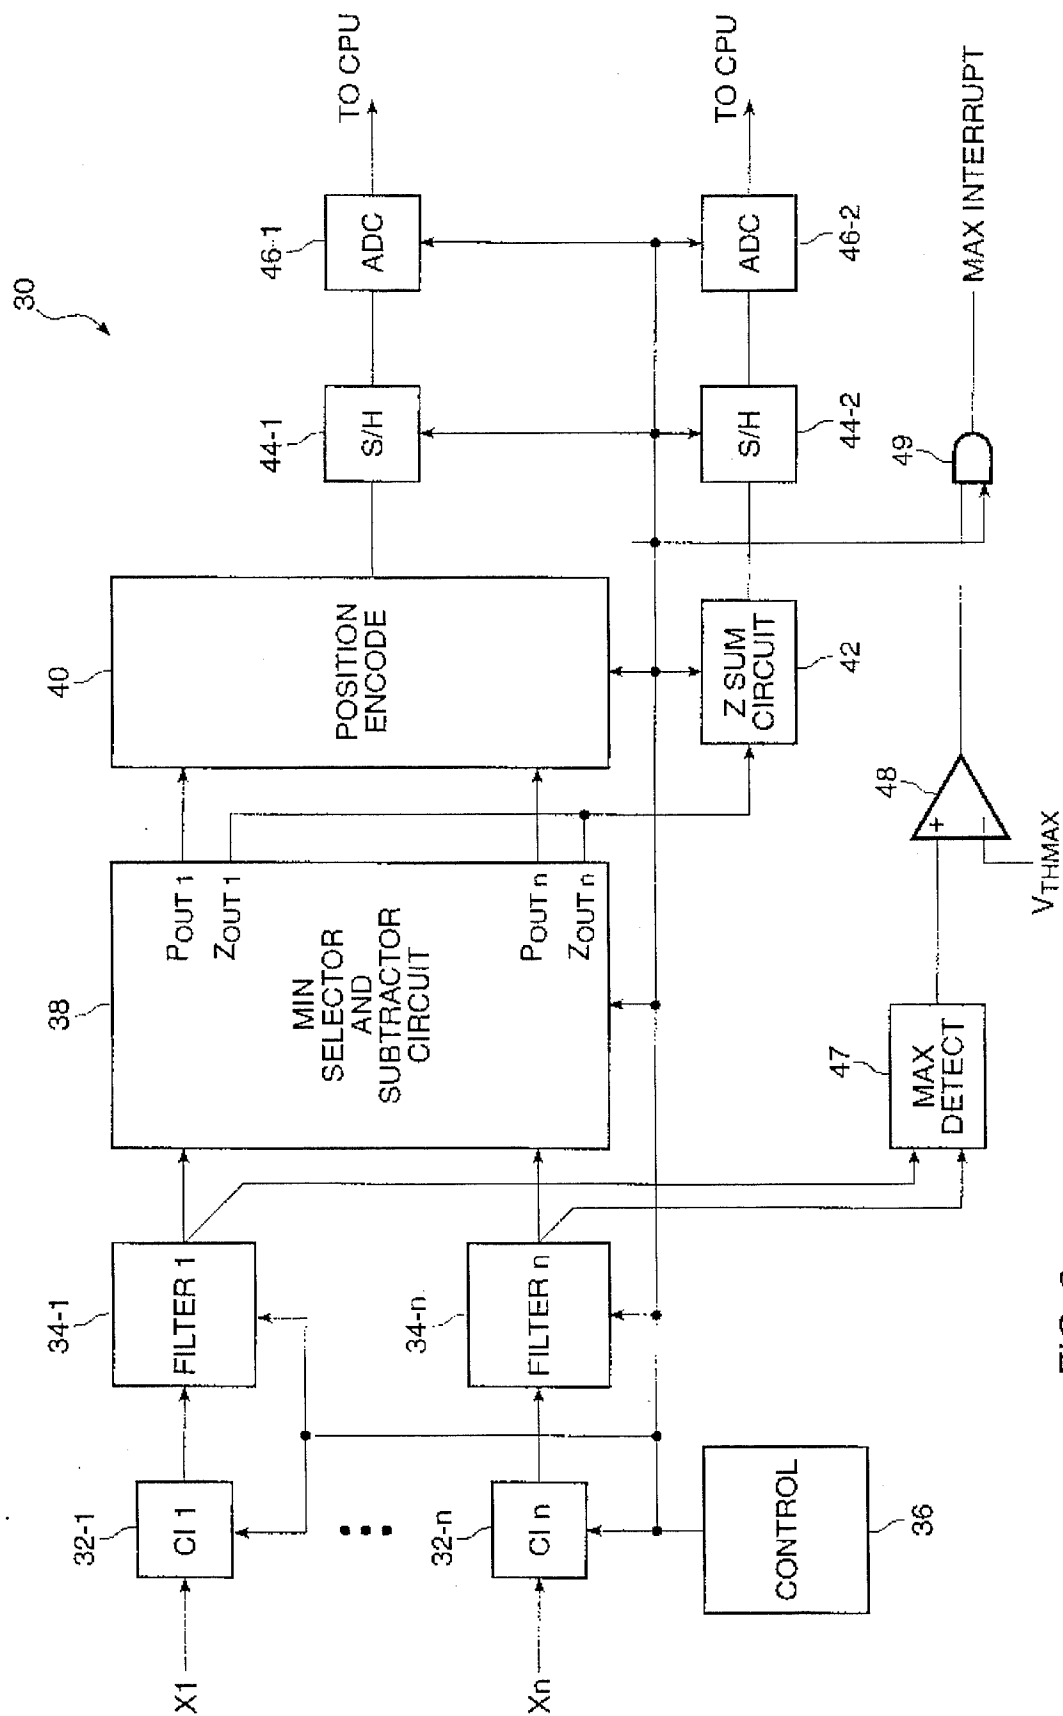 30
X1
32-1
CI 1
34-1
FILTER 1
38
MIN
SELECTOR
AND
SUBTRACTOR
CIRCUIT
POUT 1
ZOUT 1
POUT n
ZOUT n
40
POSITION
ENCODE
44-1
S/H
46-1
ADC
TO CPU
Xn
32-n
CI n
34-n
FILTER n
Z SUM
CIRCUIT
42
S/H
44-2
ADC
46-2
TO CPU
CONTROL
36
47
MAX
DETECT
48
+
−
VTHMAX
49
MAX INTERRUPT